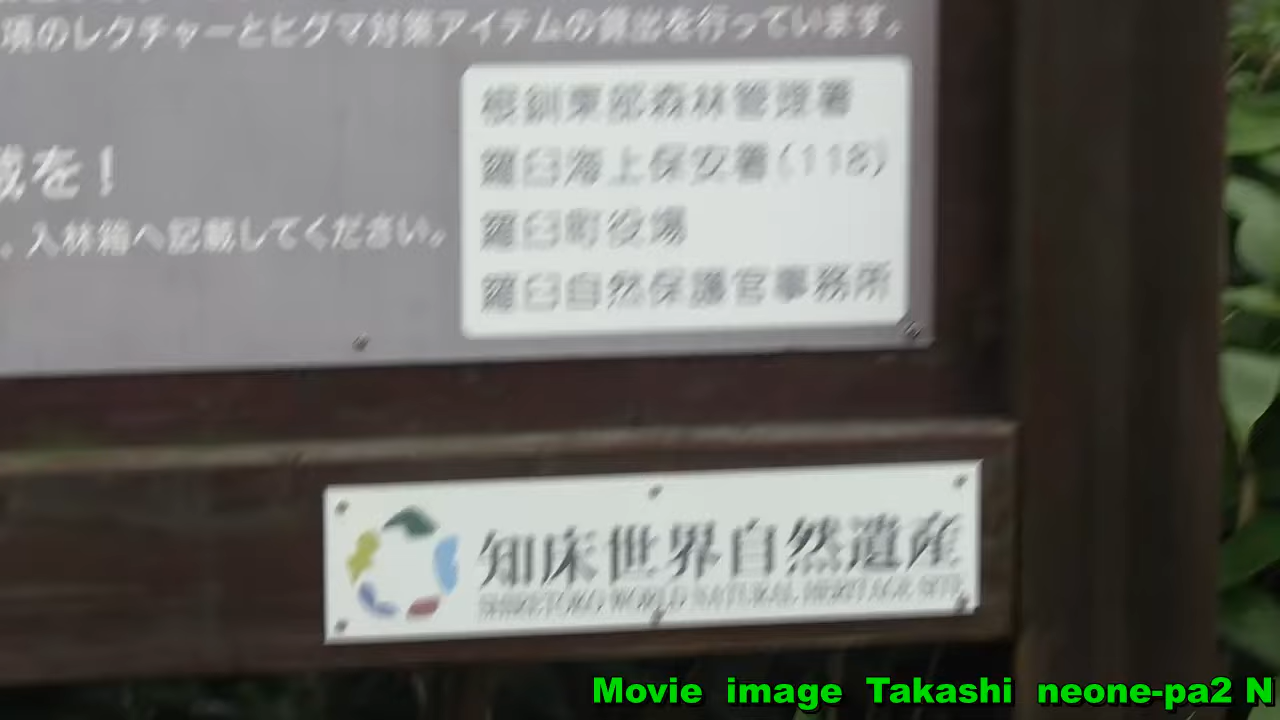 項のレクチャーとヒグマ対策アイテムの貸出を行っています。
根釧東部森林管理署
羅臼海上保安署(118)
載を!
羅臼町役場
、入林箱へ記載してください。
羅臼自然保護官事務所
知床世界自然遺産
SHIRETOKO WORLD NATURAL HERITAGE SITE
Movie image Takashi neone-pa2 N